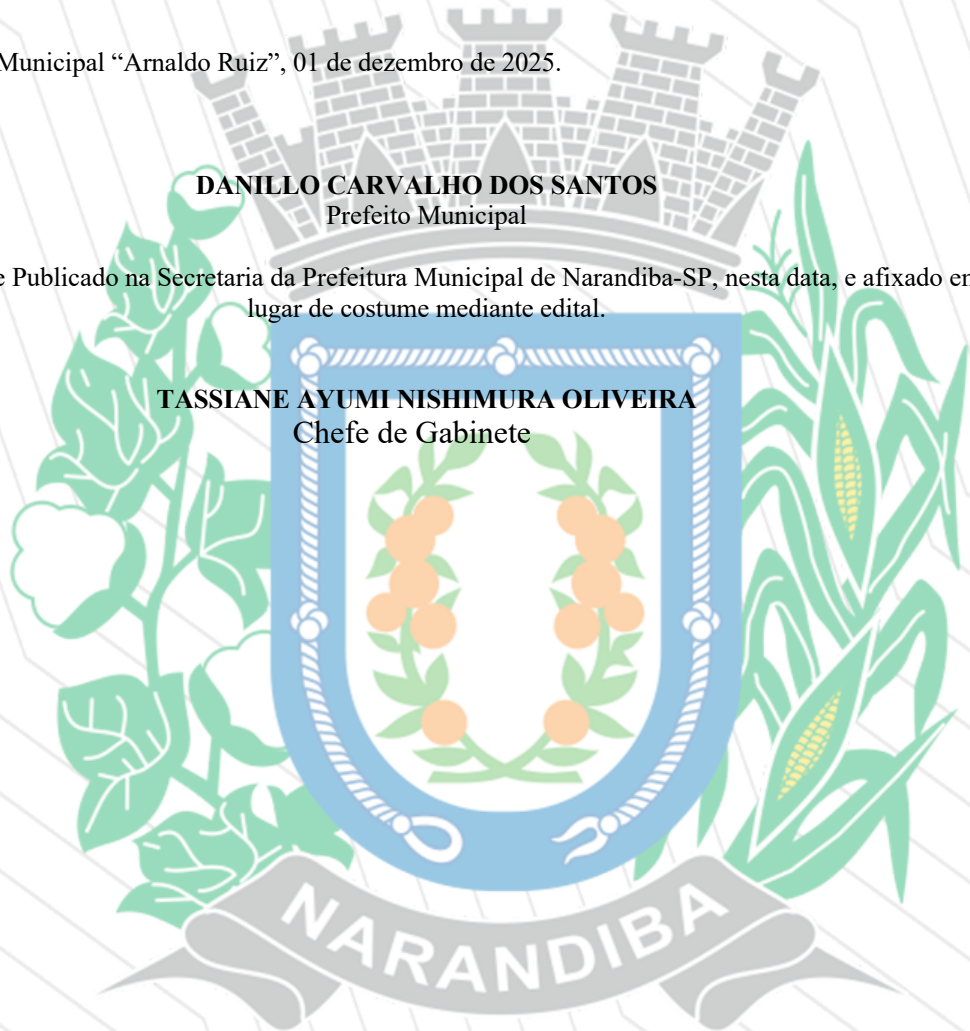 Municipal “Arnaldo Ruiz”, 01 de dezembro de 2025.
DANILLO CARVALHO DOS SANTOS
Prefeito Municipal
e Publicado na Secretaria da Prefeitura Municipal de Narandiba-SP, nesta data, e afixado em
lugar de costume mediante edital.
TASSIANE AYUMI NISHIMURA OLIVEIRA
Chefe de Gabinete
NARANDIBA